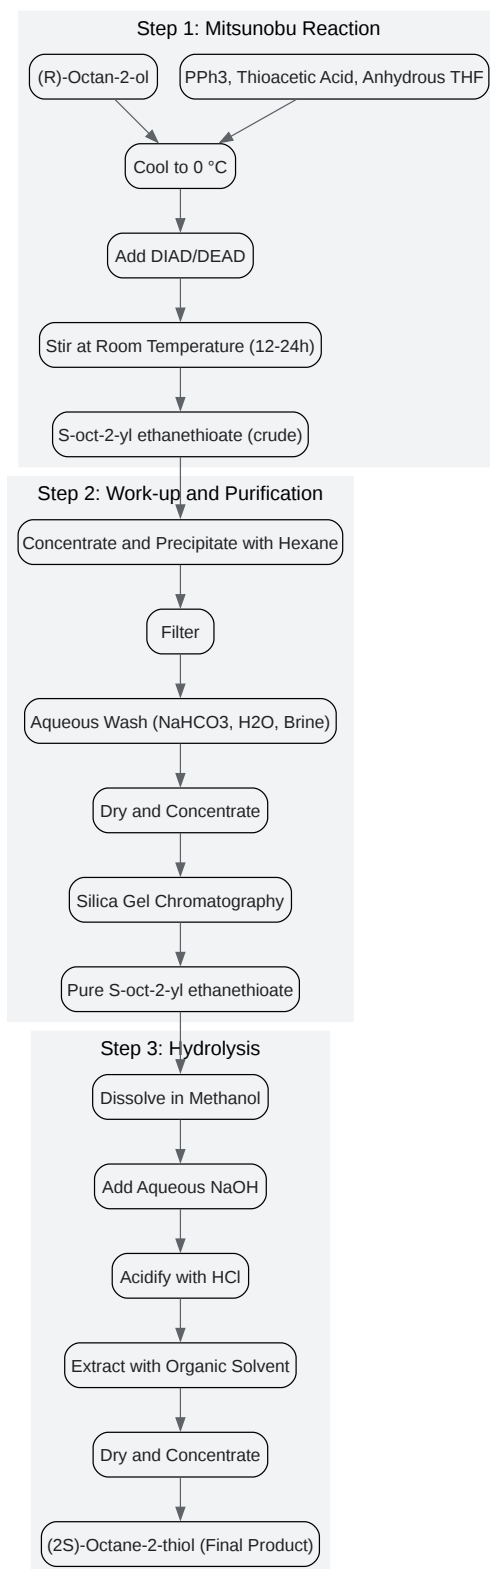 Step 1: Mitsunobu Reaction
(R)-Octan-2-ol
PPh3, Thioacetic Acid, Anhydrous THF
Cool to 0 °C
Add DIAD/DEAD
Stir at Room Temperature (12-24h)
S-oct-2-yl ethanethioate (crude)
Step 2: Work-up and Purification
Concentrate and Precipitate with Hexane
Filter
Aqueous Wash (NaHCO3, H2O, Brine)
Dry and Concentrate
Silica Gel Chromatography
Pure S-oct-2-yl ethanethioate
Step 3: Hydrolysis
Dissolve in Methanol
Add Aqueous NaOH
Acidify with HCl
Extract with Organic Solvent
Dry and Concentrate
(2S)-Octane-2-thiol (Final Product)